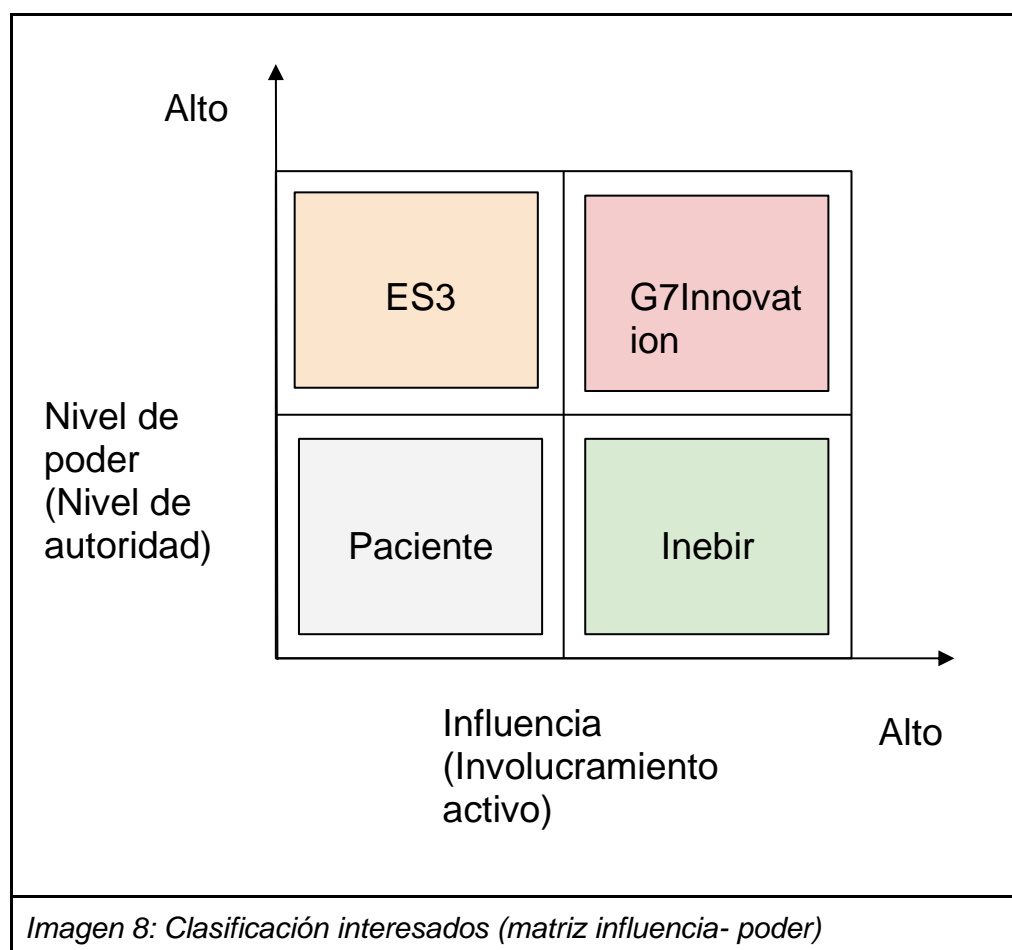 Alto
ES3
G7Innovat
ion
Nivel de
poder
(Nivel de
autoridad)
Paciente
Inebir
Influencia
(Involucramiento
activo)
Alto
Imagen 8: Clasificación interesados (matriz influencia- poder)